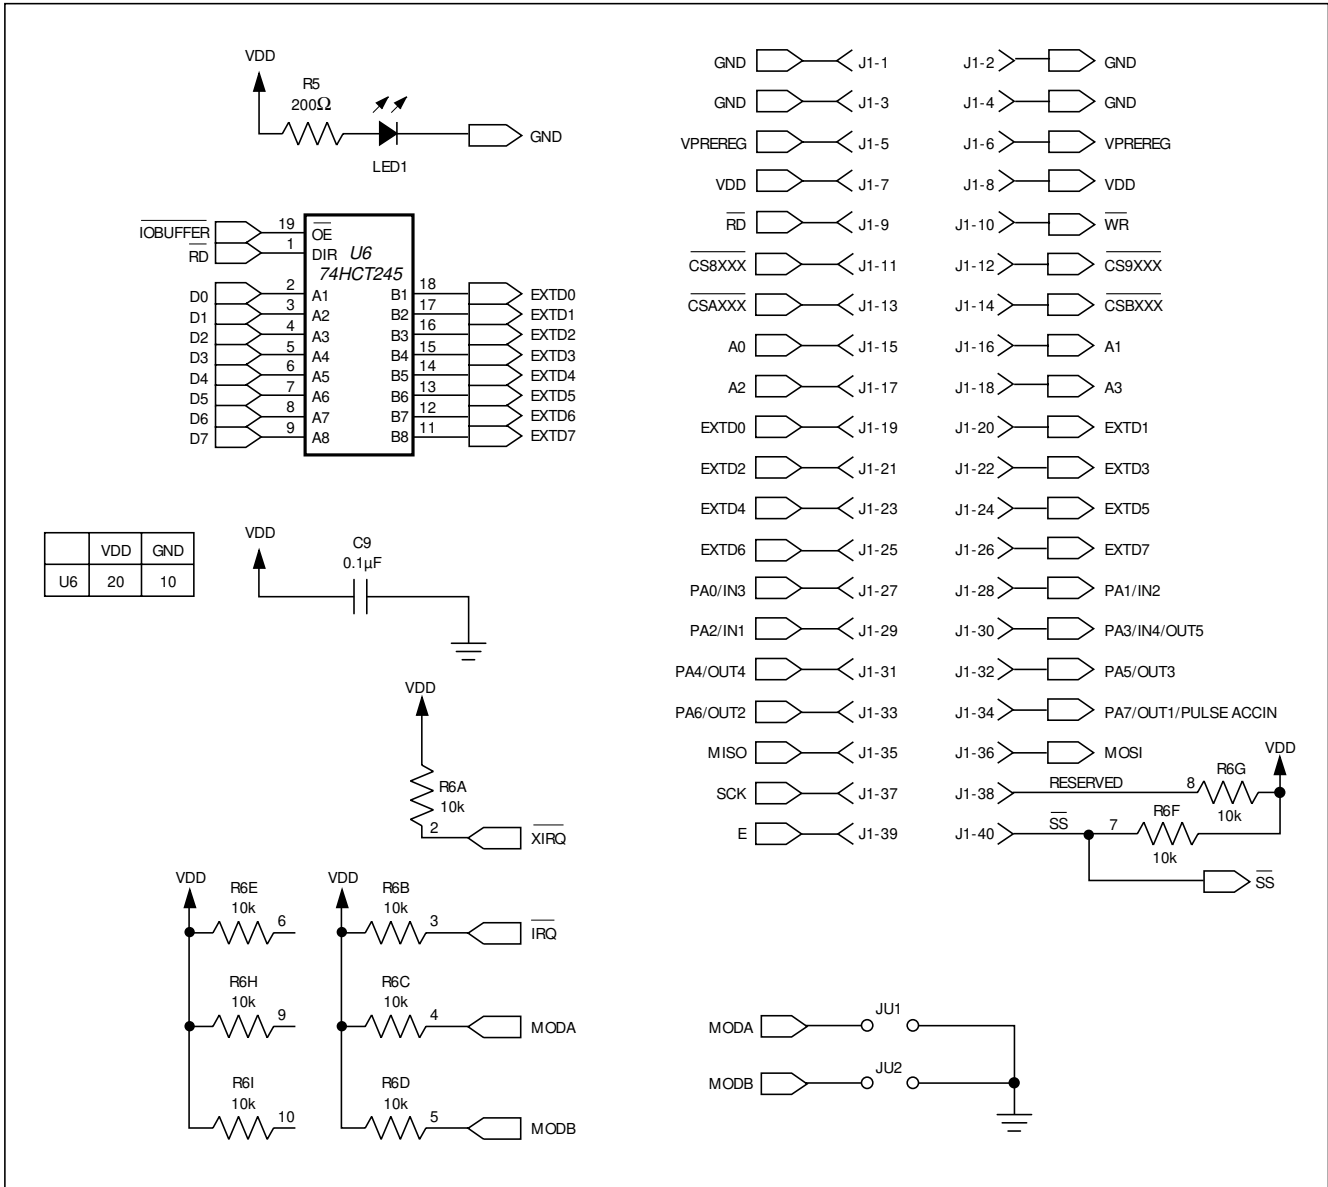 VDD
R5
200Ω
LED1
GND
IOBUFFER
RD
19
1
OE
DIR
U6
74HCT245
D0 2 A1 B1 18 EXTD0
D1 3 A2 B2 17 EXTD1
D2 4 A3 B3 16 EXTD2
D3 5 A4 B4 15 EXTD3
D4 6 A5 B5 14 EXTD4
D5 7 A6 B6 13 EXTD5
D6 8 A7 B7 12 EXTD6
D7 9 A8 B8 11 EXTD7
VDD GND
U6 20 10
VDD
C9
0.1µF
VDD
R6A
10k
2
XIRQ
VDD
R6E
10k
6
R6H
10k
9
R6I
10k
10
VDD
R6B
10k
3
IRQ
R6C
10k
4
MODA
R6D
10k
5
MODB
GND J1-1 J1-2 GND
GND J1-3 J1-4 GND
VPREREG J1-5 J1-6 VPREREG
VDD J1-7 J1-8 VDD
RD J1-9 J1-10 WR
CS8XXX J1-11 J1-12 CS9XXX
CSAXXX J1-13 J1-14 CSBXXX
A0 J1-15 J1-16 A1
A2 J1-17 J1-18 A3
EXTD0 J1-19 J1-20 EXTD1
EXTD2 J1-21 J1-22 EXTD3
EXTD4 J1-23 J1-24 EXTD5
EXTD6 J1-25 J1-26 EXTD7
PA0/IN3 J1-27 J1-28 PA1/IN2
PA2/IN1 J1-29 J1-30 PA3/IN4/OUT5
PA4/OUT4 J1-31 J1-32 PA5/OUT3
PA6/OUT2 J1-33 J1-34 PA7/OUT1/PULSE ACCIN
MISO J1-35 J1-36 MOSI
SCK J1-37 J1-38 RESERVED 8
R6G
10k
VDD
E J1-39 J1-40 SS 7
R6F
10k
SS
MODA JU1
MODB JU2